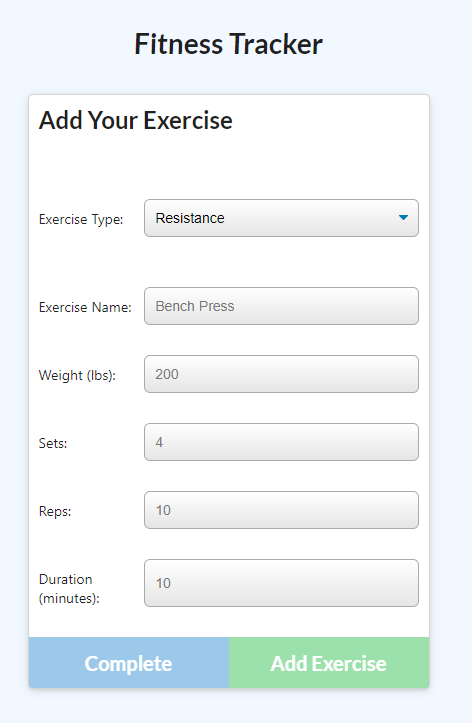 Fitness Tracker
Add Your Exercise
Exercise Type: Resistance
Exercise Name: Bench Press
Weight (lbs): 200
Sets: 4
Reps: 10
Duration
(minutes): 10
Complete Add Exercise